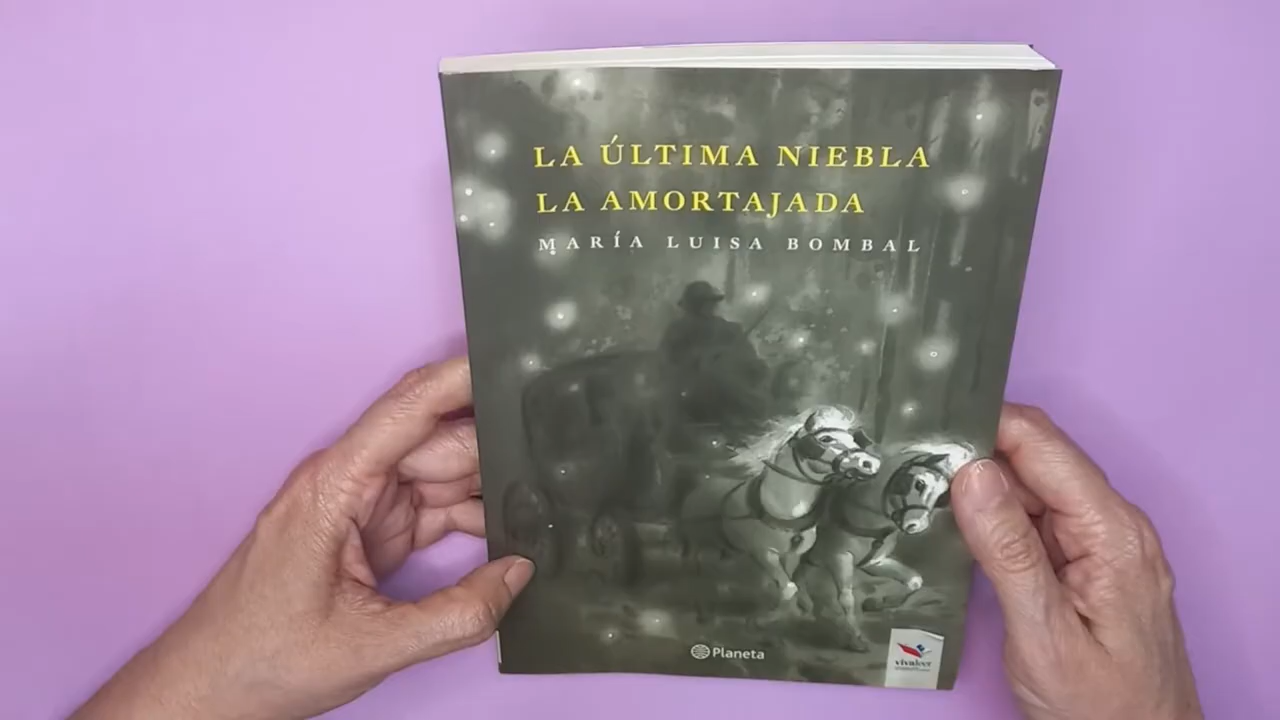 LA ÚLTIMA NIEBLA
LA AMORTAJADA
MARÍA LUISA BOMBAL
Planeta
vivaleer